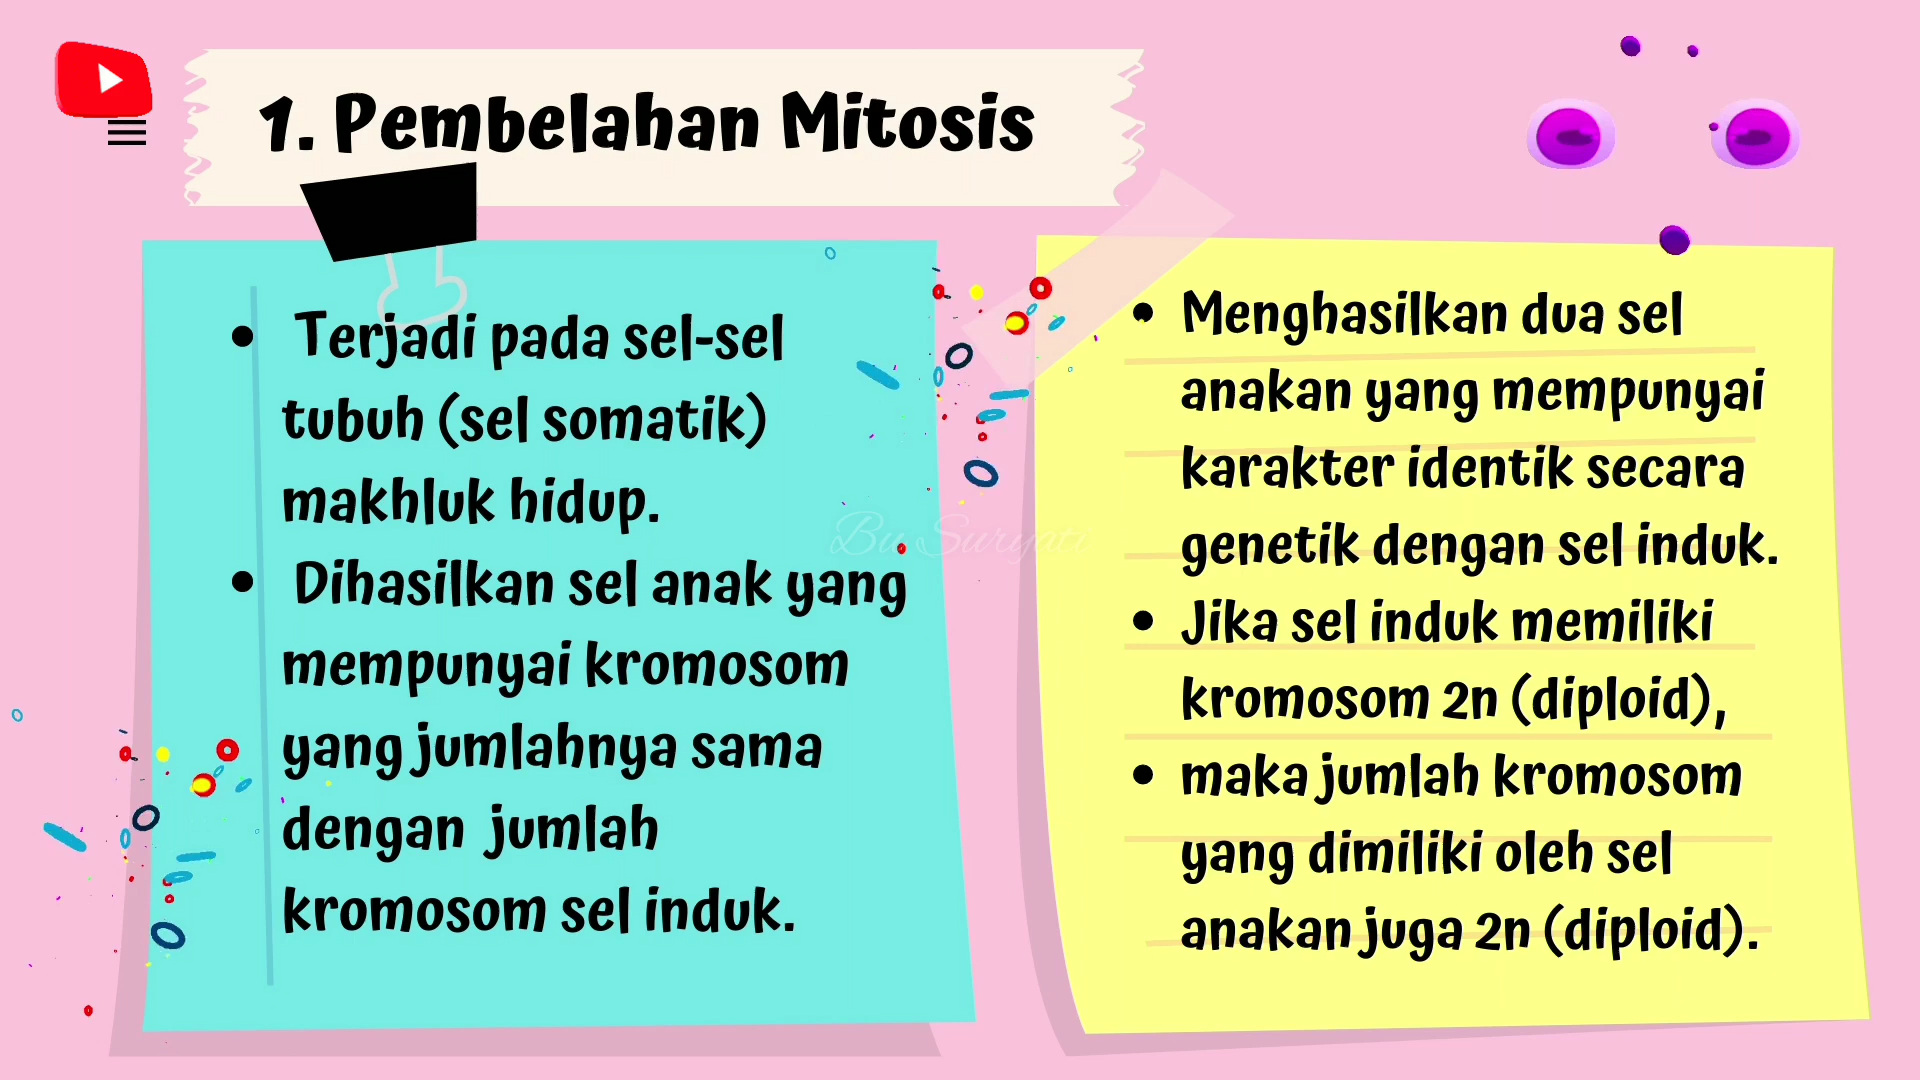 1. Pembelahan Mitosis
• Terjadi pada sel-sel
tubuh (sel somatik)
makhluk hidup.
• Dihasilkan sel anak yang
mempunyai kromosom
yang jumlahnya sama
dengan jumlah
kromosom sel induk.
• Menghasilkan dua sel
anakan yang mempunyai
karakter identik secara
genetik dengan sel induk.
• Jika sel induk memiliki
kromosom 2n (diploid),
• maka jumlah kromosom
yang dimiliki oleh sel
anakan juga 2n (diploid).
Bu Suryati